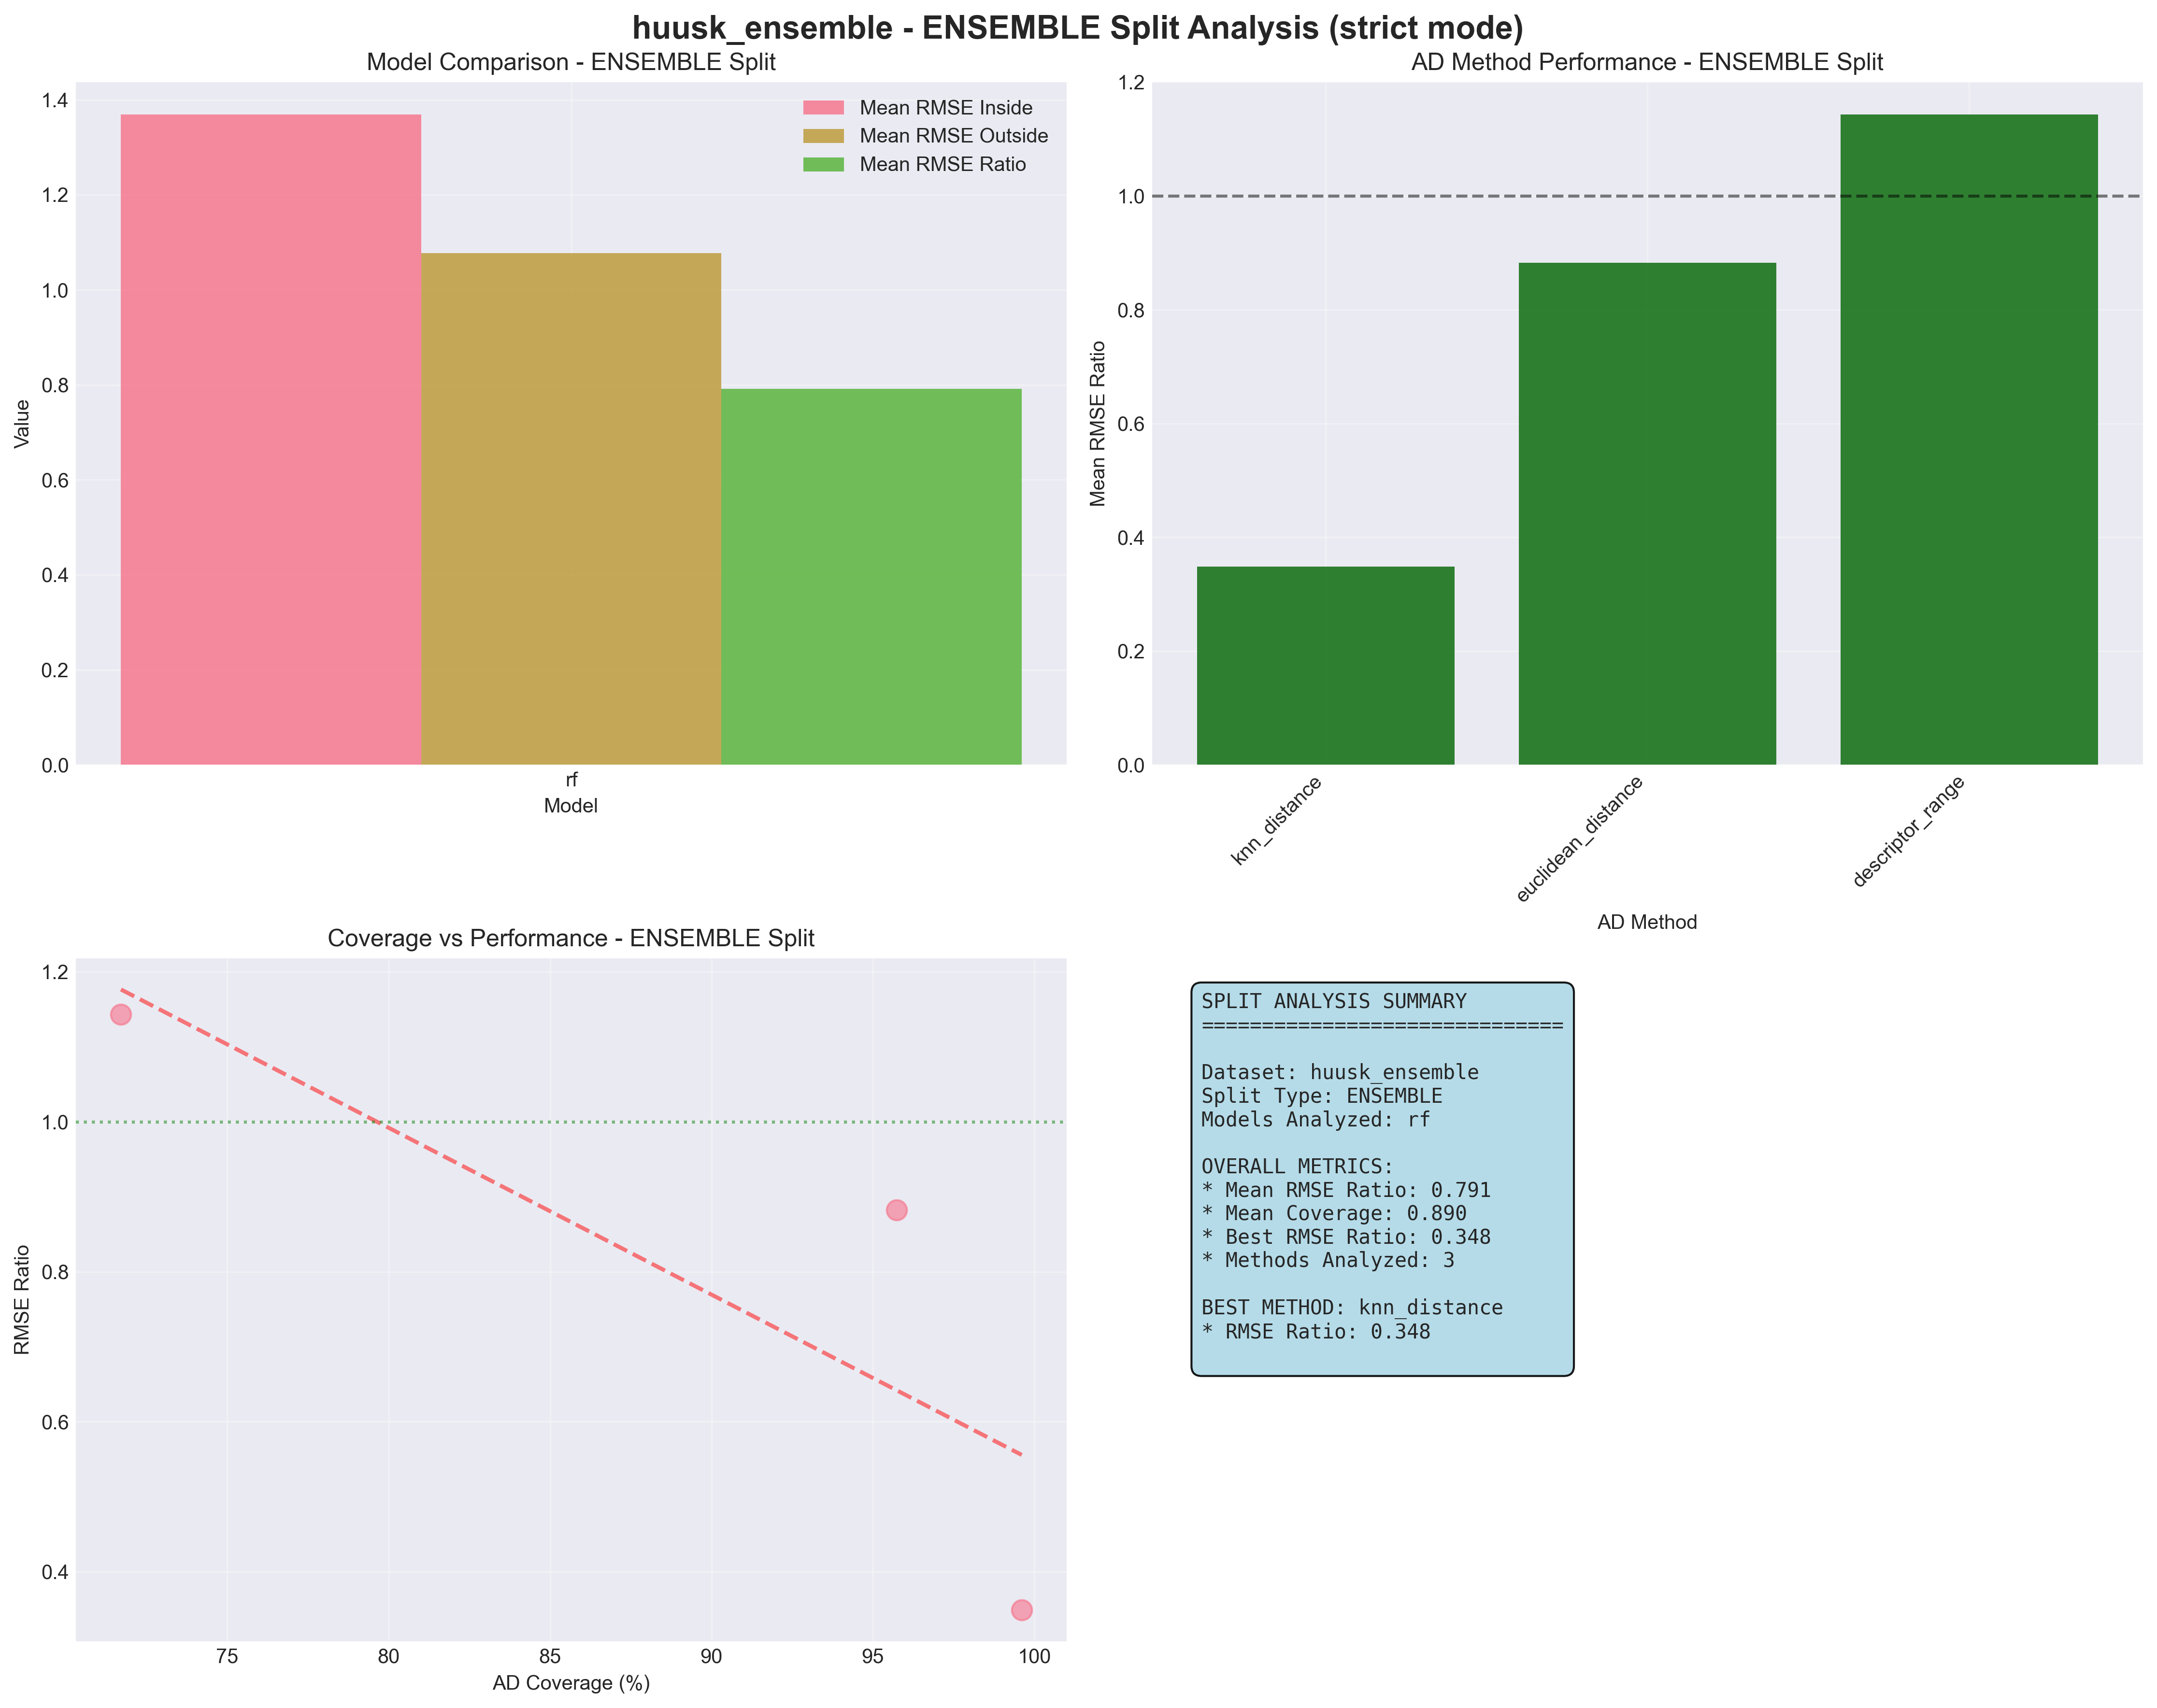 huusk_ensemble - ENSEMBLE Split Analysis (strict mode)
Model Comparison - ENSEMBLE Split
Mean RMSE Inside
Mean RMSE Outside
Mean RMSE Ratio
Value
1.4
1.2
1.0
0.8
0.6
0.4
0.2
0.0
rf
Model
AD Method Performance - ENSEMBLE Split
Mean RMSE Ratio
1.2
1.0
0.8
0.6
0.4
0.2
0.0
knn_distance
euclidean_distance
descriptor_range
AD Method
Coverage vs Performance - ENSEMBLE Split
RMSE Ratio
1.2
1.0
0.8
0.6
0.4
75
80
85
90
95
100
AD Coverage (%)
SPLIT ANALYSIS SUMMARY
==============================
Dataset: huusk_ensemble
Split Type: ENSEMBLE
Models Analyzed: rf
OVERALL METRICS:
* Mean RMSE Ratio: 0.791
* Mean Coverage: 0.890
* Best RMSE Ratio: 0.348
* Methods Analyzed: 3
BEST METHOD: knn_distance
* RMSE Ratio: 0.348